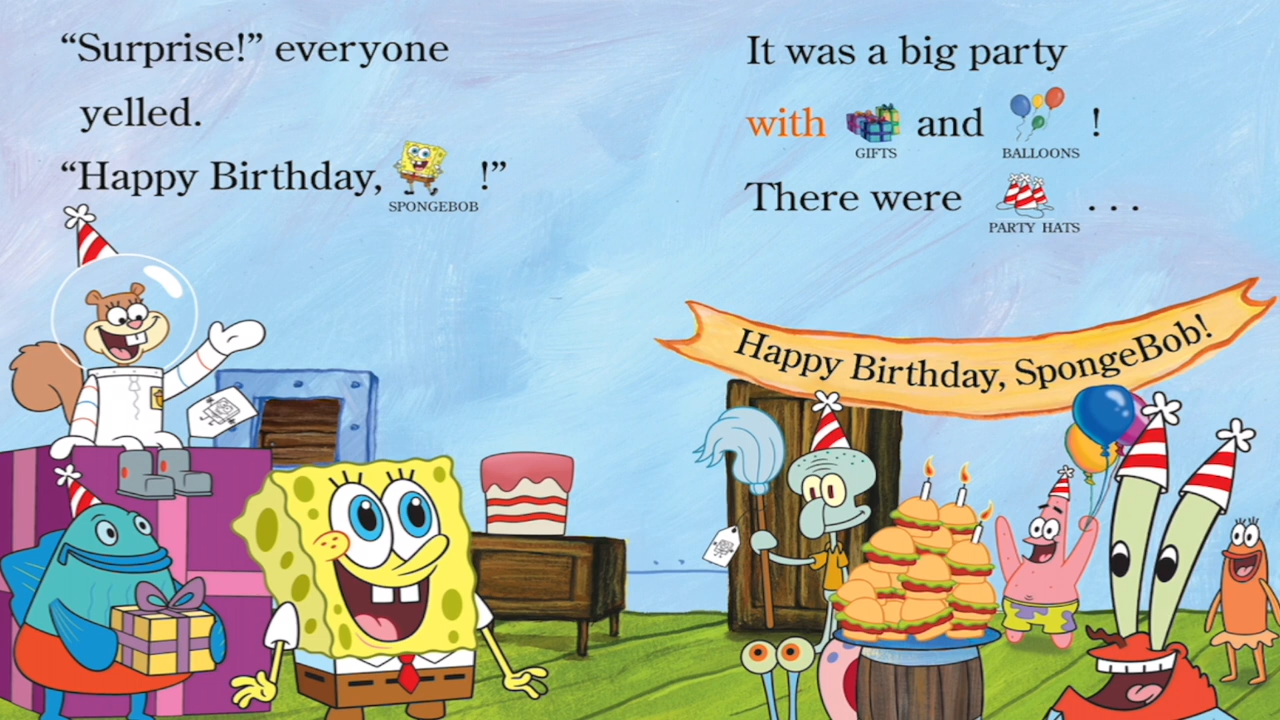 “Surprise!” everyone
yelled.
“Happy Birthday, !”
SPONGEBOB
It was a big party
with and !
GIFTS BALLOONS
There were . . .
PARTY HATS
Happy Birthday, SpongeBob!